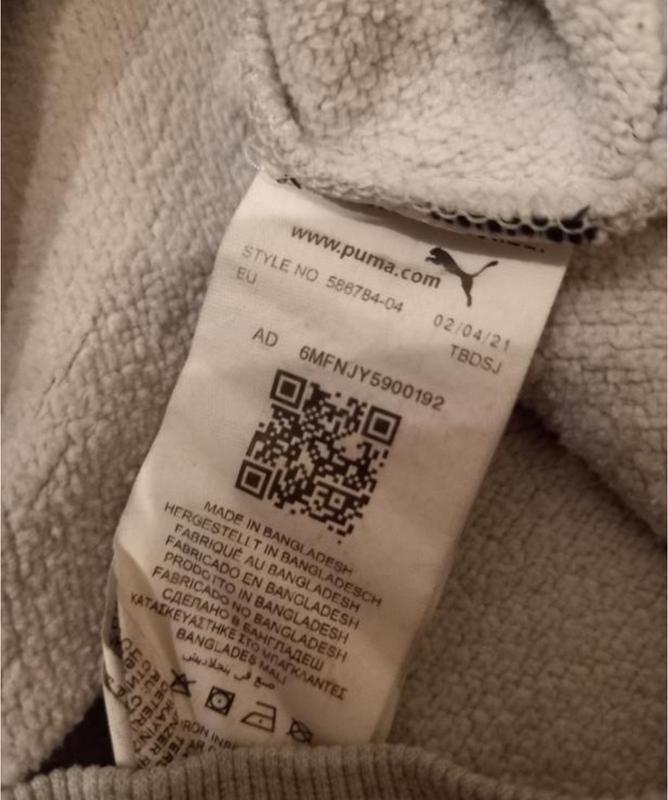 www.puma.com
STYLE NO 586784-04 02/04/21
EU TBDSJ
AD 6MFNJY5900192
MADE IN BANGLADESH
HERGESTELLT IN BANGLADESCH
FABRIQUÉ AU BANGLADESH
FABRICADO EN BANGLADESH
PRODOTTO IN BANGLADESH
FABRICADO NO BANGLADESH
СДЕЛАНО В БАНГЛАДЕШ
ΚΑΤΑΣΚΕΥΑΣΤΗΚΕ ΣΤΟ ΜΠΑΓΚΛΑΝΤΕΣ
BANGLADES MALI
صنع في بنجلاديش